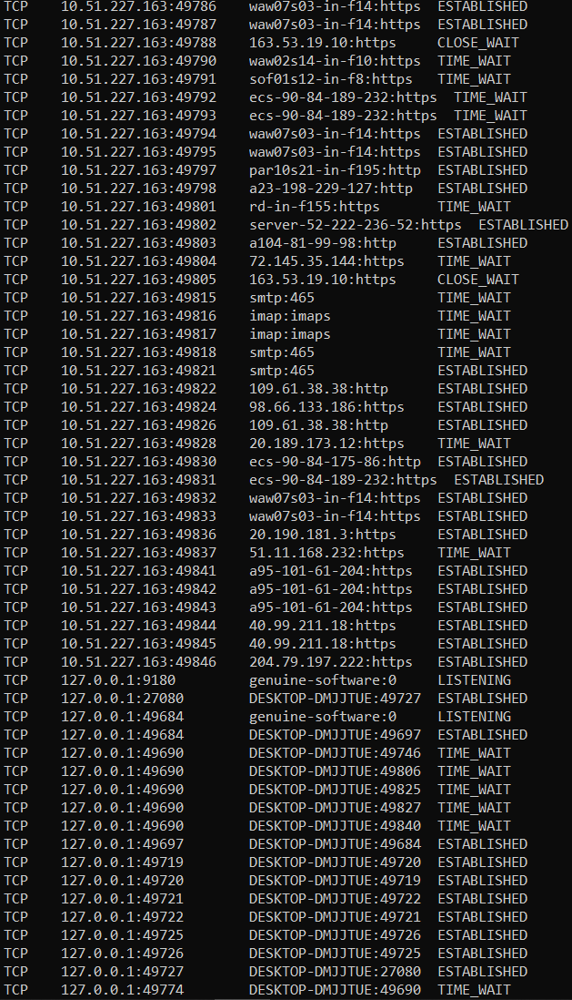 TCP 10.51.227.163:49786 waw07s03-in-f14:https ESTABLISHED
TCP 10.51.227.163:49787 waw07s03-in-f14:https ESTABLISHED
TCP 10.51.227.163:49788 163.53.19.10:https CLOSE_WAIT
TCP 10.51.227.163:49790 waw02s14-in-f10:https TIME_WAIT
TCP 10.51.227.163:49791 sof01s12-in-f8:https TIME_WAIT
TCP 10.51.227.163:49792 ecs-90-84-189-232:https TIME_WAIT
TCP 10.51.227.163:49793 ecs-90-84-189-232:https TIME_WAIT
TCP 10.51.227.163:49794 waw07s03-in-f14:https ESTABLISHED
TCP 10.51.227.163:49795 waw07s03-in-f14:https ESTABLISHED
TCP 10.51.227.163:49797 par10s21-in-f195:http ESTABLISHED
TCP 10.51.227.163:49798 a23-198-229-127:http ESTABLISHED
TCP 10.51.227.163:49801 rd-in-f155:https TIME_WAIT
TCP 10.51.227.163:49802 server-52-222-236-52:https ESTABLISHED
TCP 10.51.227.163:49803 a104-81-99-98:http ESTABLISHED
TCP 10.51.227.163:49804 72.145.35.144:https TIME_WAIT
TCP 10.51.227.163:49805 163.53.19.10:https CLOSE_WAIT
TCP 10.51.227.163:49815 smtp:465 TIME_WAIT
TCP 10.51.227.163:49816 imap:imaps TIME_WAIT
TCP 10.51.227.163:49817 imap:imaps TIME_WAIT
TCP 10.51.227.163:49818 smtp:465 TIME_WAIT
TCP 10.51.227.163:49821 smtp:465 ESTABLISHED
TCP 10.51.227.163:49822 109.61.38.38:http ESTABLISHED
TCP 10.51.227.163:49824 98.66.133.186:https ESTABLISHED
TCP 10.51.227.163:49826 109.61.38.38:http ESTABLISHED
TCP 10.51.227.163:49828 20.189.173.12:https TIME_WAIT
TCP 10.51.227.163:49830 ecs-90-84-175-86:http ESTABLISHED
TCP 10.51.227.163:49831 ecs-90-84-189-232:https ESTABLISHED
TCP 10.51.227.163:49832 waw07s03-in-f14:https ESTABLISHED
TCP 10.51.227.163:49833 waw07s03-in-f14:https ESTABLISHED
TCP 10.51.227.163:49836 20.190.181.3:https ESTABLISHED
TCP 10.51.227.163:49837 51.11.168.232:https TIME_WAIT
TCP 10.51.227.163:49841 a95-101-61-204:https ESTABLISHED
TCP 10.51.227.163:49842 a95-101-61-204:https ESTABLISHED
TCP 10.51.227.163:49843 a95-101-61-204:https ESTABLISHED
TCP 10.51.227.163:49844 40.99.211.18:https ESTABLISHED
TCP 10.51.227.163:49845 40.99.211.18:https ESTABLISHED
TCP 10.51.227.163:49846 204.79.197.222:https ESTABLISHED
TCP 127.0.0.1:9180 genuine-software:0 LISTENING
TCP 127.0.0.1:27080 DESKTOP-DMJJTUE:49727 ESTABLISHED
TCP 127.0.0.1:49684 genuine-software:0 LISTENING
TCP 127.0.0.1:49684 DESKTOP-DMJJTUE:49697 ESTABLISHED
TCP 127.0.0.1:49690 DESKTOP-DMJJTUE:49746 TIME_WAIT
TCP 127.0.0.1:49690 DESKTOP-DMJJTUE:49806 TIME_WAIT
TCP 127.0.0.1:49690 DESKTOP-DMJJTUE:49825 TIME_WAIT
TCP 127.0.0.1:49690 DESKTOP-DMJJTUE:49827 TIME_WAIT
TCP 127.0.0.1:49690 DESKTOP-DMJJTUE:49840 TIME_WAIT
TCP 127.0.0.1:49697 DESKTOP-DMJJTUE:49684 ESTABLISHED
TCP 127.0.0.1:49719 DESKTOP-DMJJTUE:49720 ESTABLISHED
TCP 127.0.0.1:49720 DESKTOP-DMJJTUE:49719 ESTABLISHED
TCP 127.0.0.1:49721 DESKTOP-DMJJTUE:49722 ESTABLISHED
TCP 127.0.0.1:49722 DESKTOP-DMJJTUE:49721 ESTABLISHED
TCP 127.0.0.1:49725 DESKTOP-DMJJTUE:49726 ESTABLISHED
TCP 127.0.0.1:49726 DESKTOP-DMJJTUE:49725 ESTABLISHED
TCP 127.0.0.1:49727 DESKTOP-DMJJTUE:27080 ESTABLISHED
TCP 127.0.0.1:49774 DESKTOP-DMJJTUE:49690 TIME_WAIT